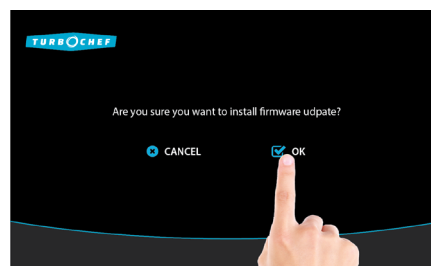 TURBOCHEF
Are you sure you want to install firmware udpate?
CANCEL OK